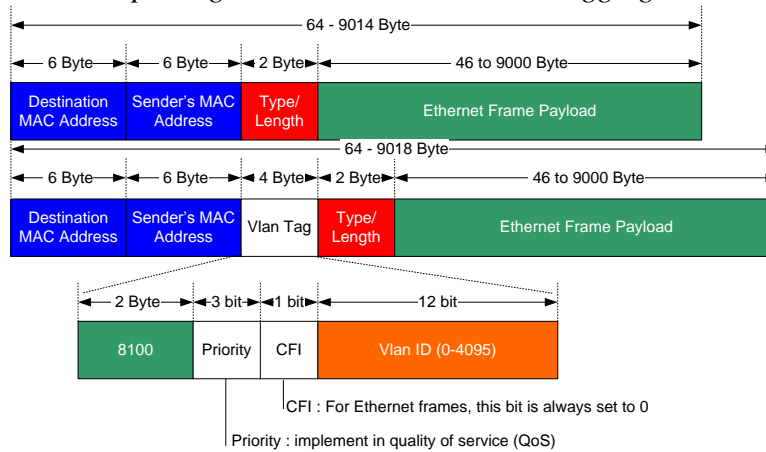 64 - 9014 Byte
6 Byte 6 Byte 2 Byte 46 to 9000 Byte
Destination MAC Address
Sender's MAC Address
Type/ Length
Ethernet Frame Payload
64 - 9018 Byte
6 Byte 6 Byte 4 Byte 2 Byte 46 to 9000 Byte
Destination MAC Address
Sender's MAC Address
Vlan Tag
Type/ Length
Ethernet Frame Payload
2 Byte 3 bit 1 bit 12 bit
8100 Priority CFI Vlan ID (0-4095)
CFI : For Ethernet frames, this bit is always set to 0
Priority : implement in quality of service (QoS)